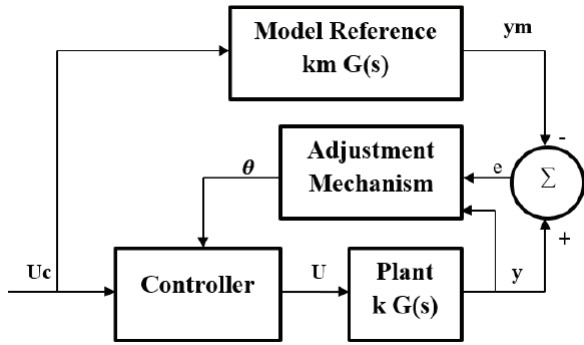 Model Reference
km G(s)
ym
-
Adjustment
Mechanism
θ
e
Σ
+
Uc
Controller
U
Plant
k G(s)
y